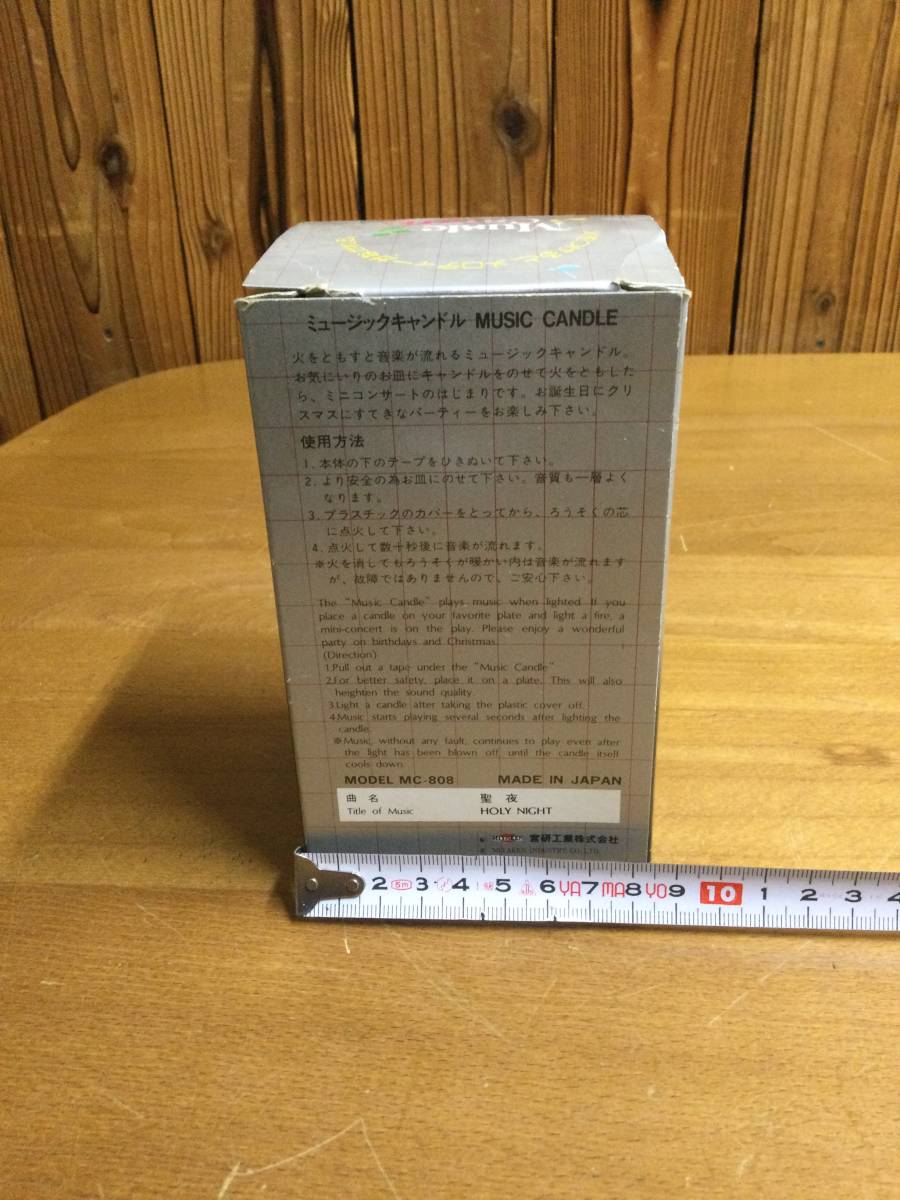 Music
ミュージックキャンドル MUSIC CANDLE
火をともすと音楽が流れるミュージックキャンドル。
お気にいりのお皿にキャンドルをのせて火をともした
ら、ミニコンサートのはじまりです。お誕生日にクリ
スマスにすてきなパーティーをお楽しみ下さい。
使用方法
1. 本体の下のテープをひきぬいて下さい。
2. より安全の為お皿にのせて下さい。音質も一層よく
なります。
3. プラスチックのカバーをとってから、ろうそくの芯
に点火して下さい。
4. 点火して数十秒後に音楽が流れます。
※火を消してもろうそくが暖かい内は音楽が流れます
が、故障ではありませんので、ご安心下さい。
The "Music Candle" plays music when lighted. If you
place a candle on your favorite plate and light a fire, a
mini-concert is on the play. Please enjoy a wonderful
party on birthdays and Christmas.
(Direction)
1.Pull out a tape under the "Music Candle"
2.For better safety, place it on a plate. This will also
heighten the sound quality.
3.Light a candle after taking the plastic cover off.
4.Music starts playing several seconds after lighting the
candle.
※Music, without any fault, continues to play even after
the light has been blown off, until the candle itself
cools down.
MODEL MC-808 MADE IN JAPAN
曲名 聖夜
Title of Music HOLY NIGHT
宮研工業株式会社
MIYAKEN INDUSTRY CO.,LTD.
2 5m 3 4 5 6 YA 7 MA 8 YO 9 10 1 2 3 4